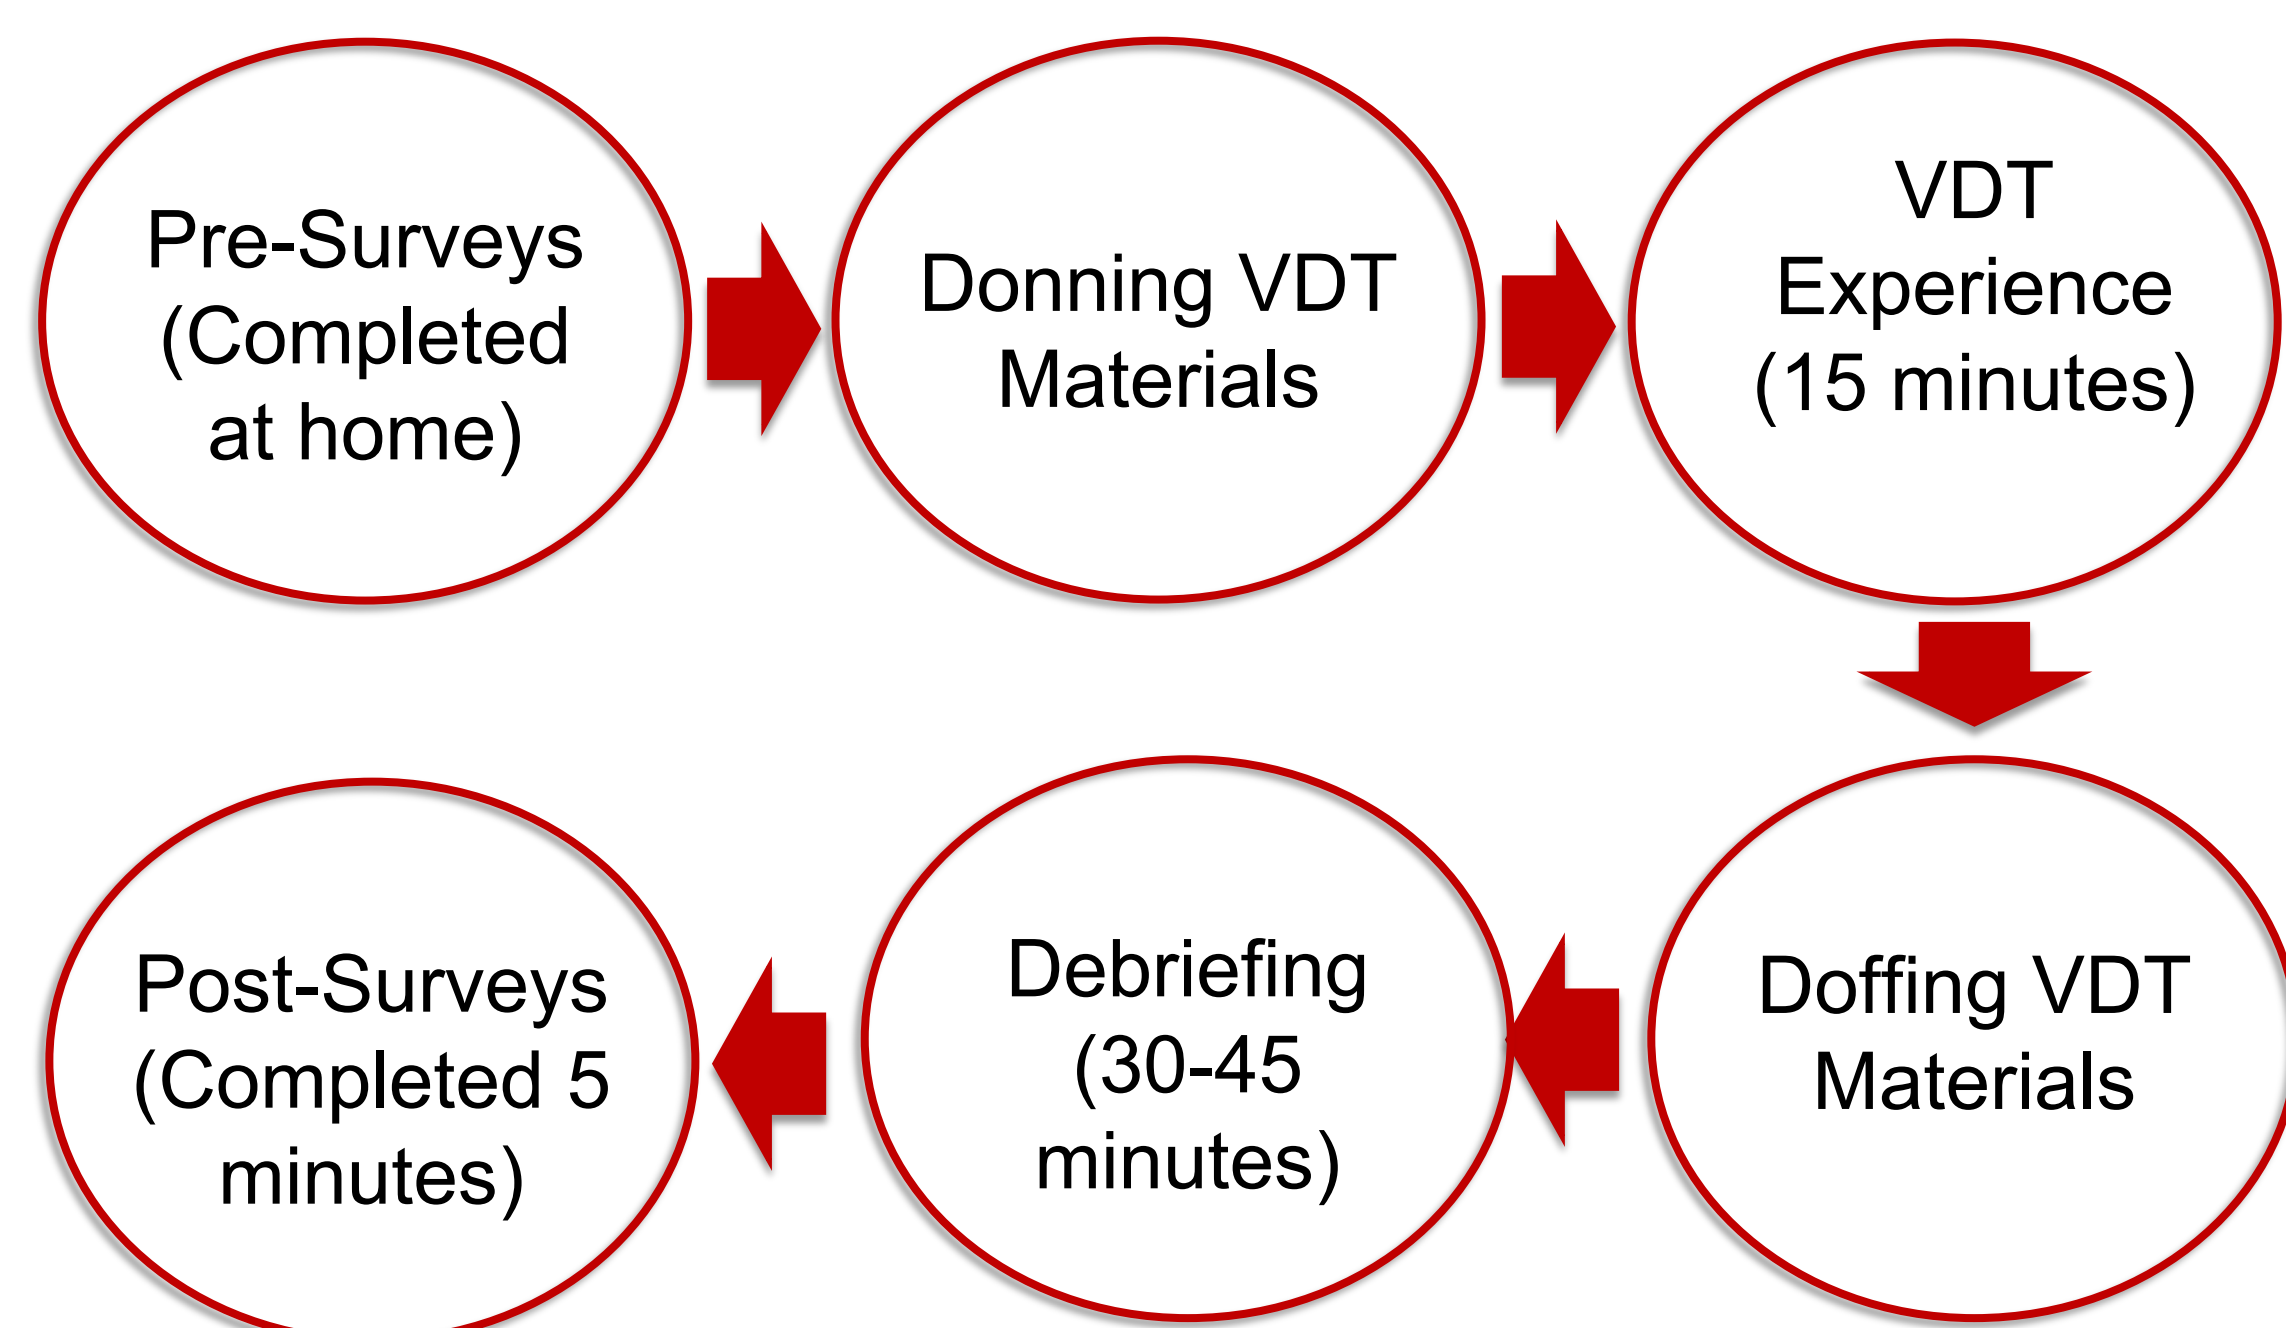 Pre-Surveys
(Completed
at home)
Donning VDT
Materials
VDT
Experience
(15 minutes)
Doffing VDT
Materials
Debriefing
(30-45
minutes)
Post-Surveys
(Completed 5
minutes)